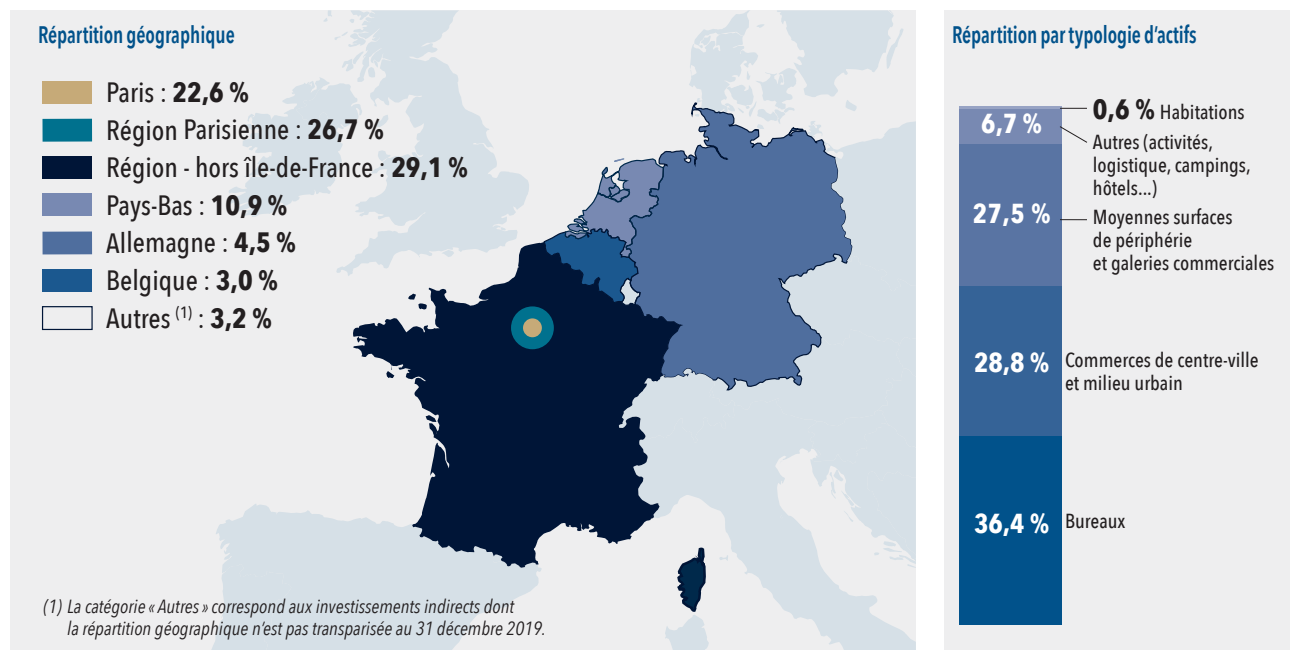 Répartition géographique
Paris : 22,6 %
Région Parisienne : 26,7 %
Région - hors île-de-France : 29,1 %
Pays-Bas : 10,9 %
Allemagne : 4,5 %
Belgique : 3,0 %
Autres (1) : 3,2 %
(1) La catégorie « Autres » correspond aux investissements indirects dont
la répartition géographique n'est pas transparisée au 31 décembre 2019.
Répartition par typologie d'actifs
0,6 % Habitations
6,7 %
Autres (activités,
logistique, campings,
hôtels...)
27,5 %
Moyennes surfaces
de périphérie
et galeries commerciales
28,8 %
Commerces de centre-ville
et milieu urbain
36,4 %
Bureaux